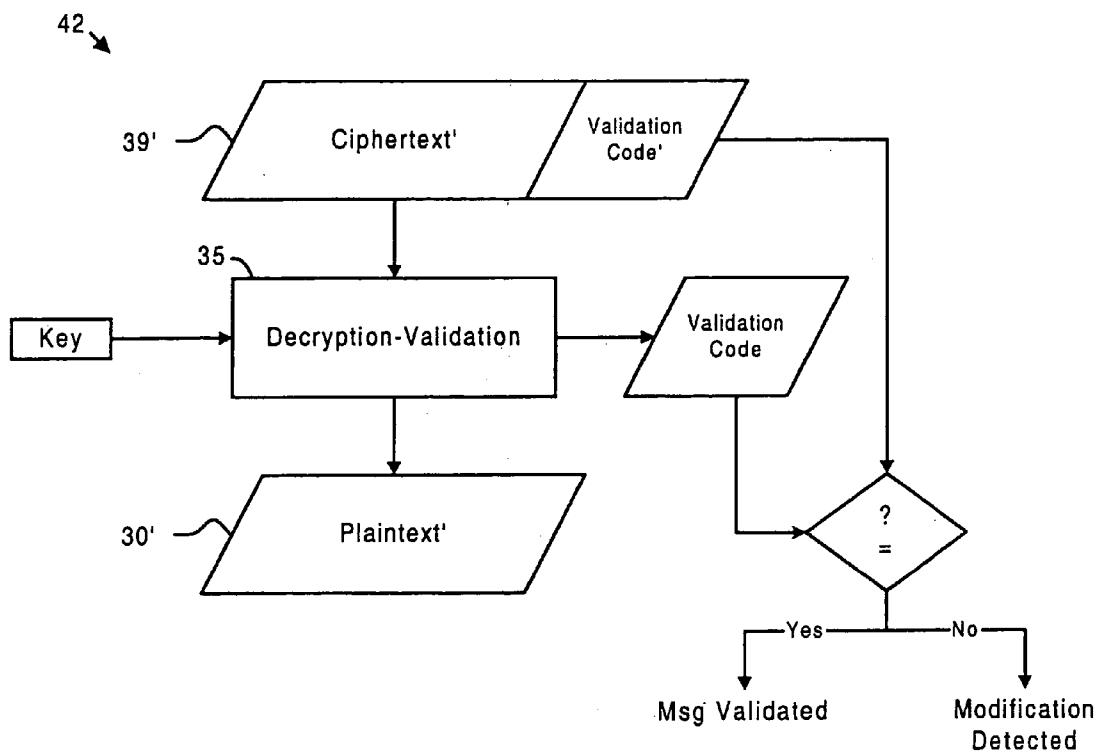 42
39'
Ciphertext'
Validation
Code'
35
Key
Decryption-Validation
Validation
Code
30'
Plaintext'
?
=
Yes
No
Msg Validated
Modification
Detected